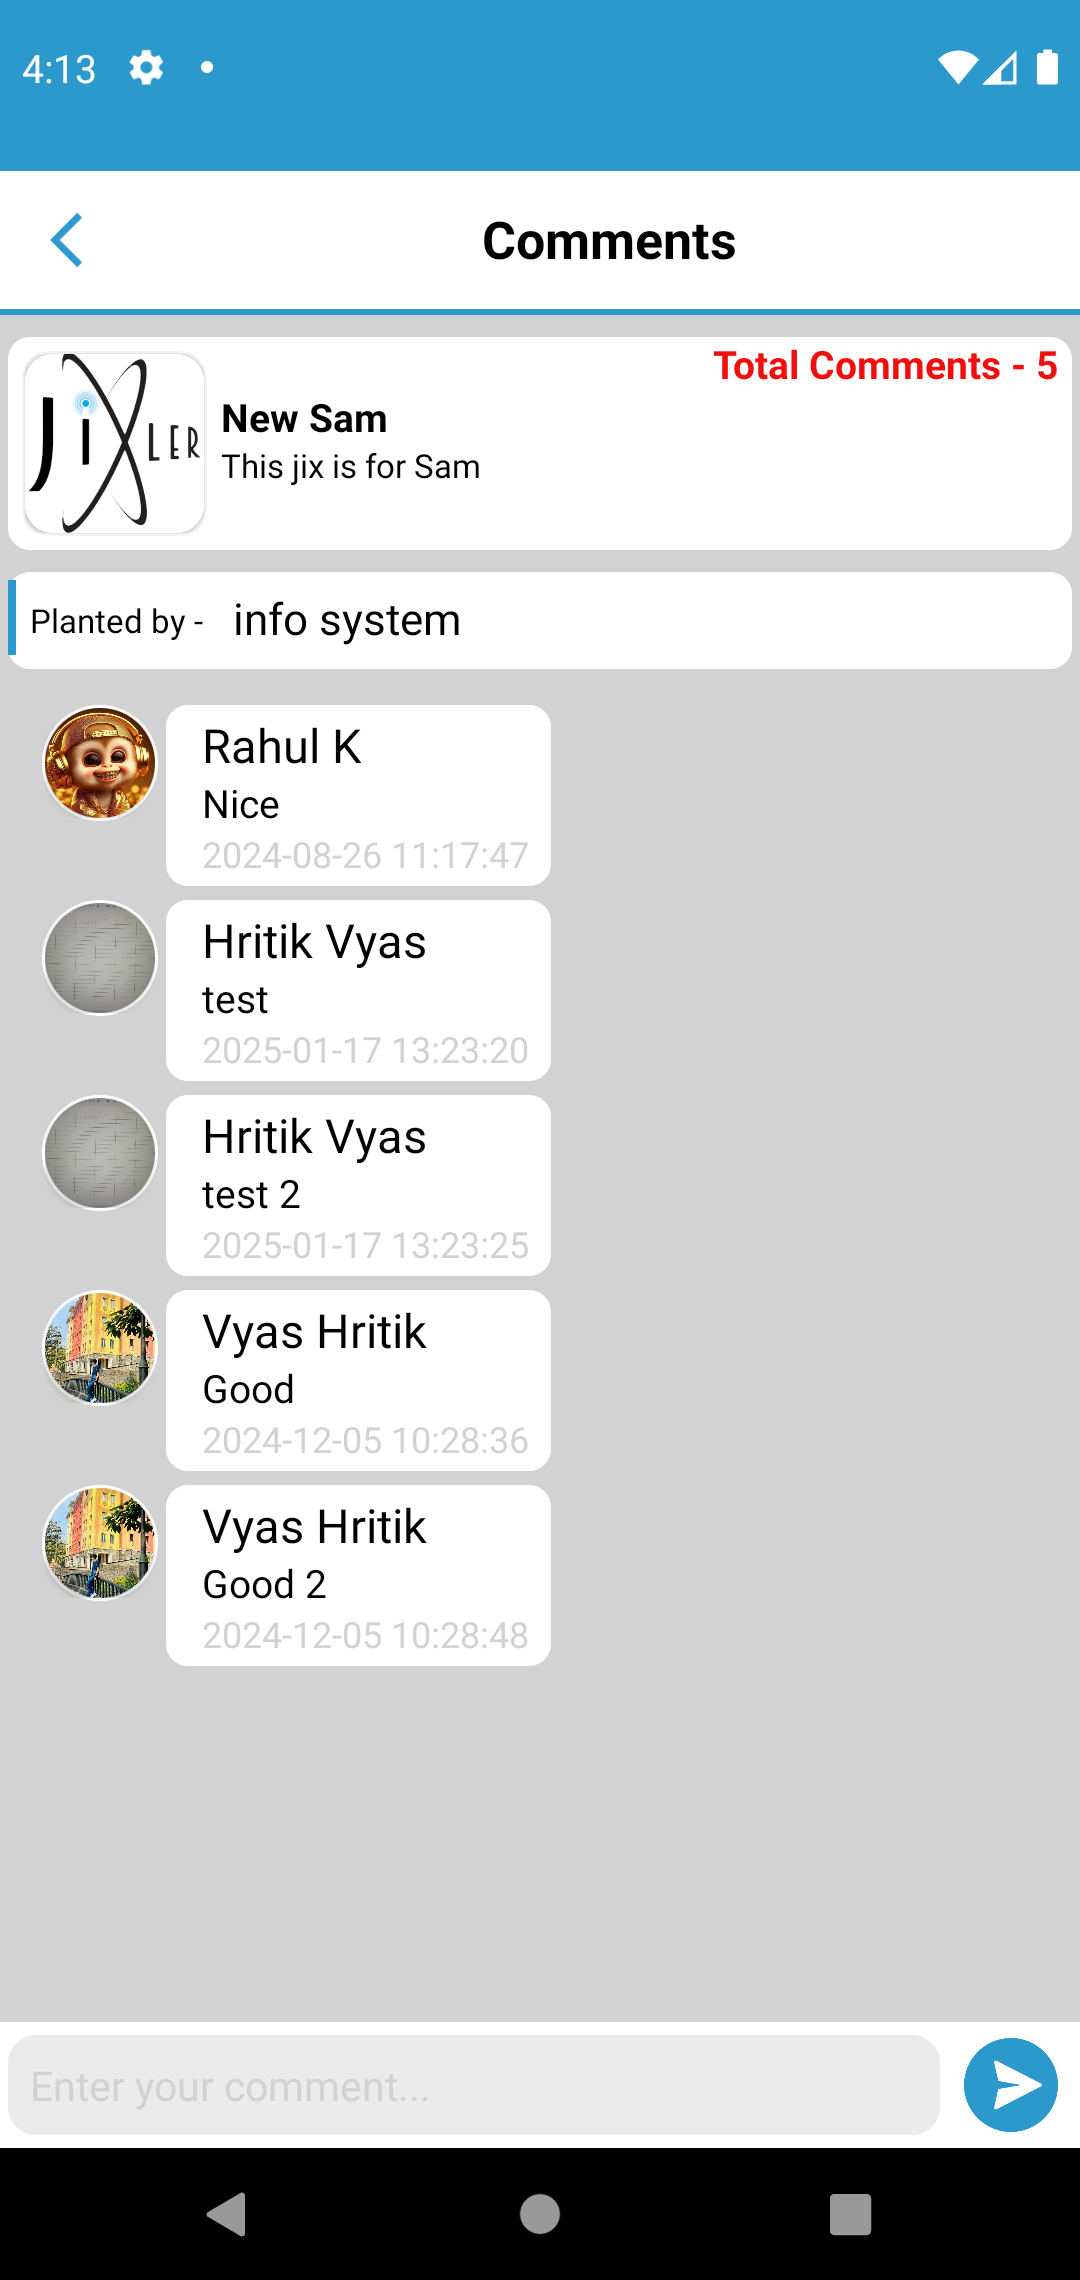 4:13
Comments
Total Comments - 5
JiXLER
New Sam
This jix is for Sam
Planted by - info system
Rahul K
Nice
2024-08-26 11:17:47
Hritik Vyas
test
2025-01-17 13:23:20
Hritik Vyas
test 2
2025-01-17 13:23:25
Vyas Hritik
Good
2024-12-05 10:28:36
Vyas Hritik
Good 2
2024-12-05 10:28:48
Enter your comment...